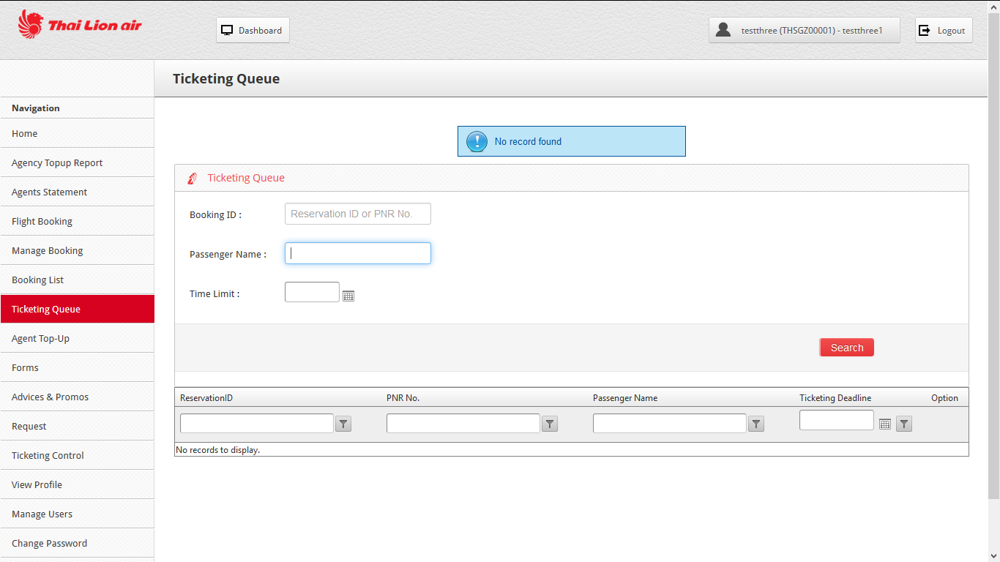 Thai Lion air
Dashboard
testthree (THSGZ00001) - testthree1
Logout
Ticketing Queue
Navigation
Home
Agency Topup Report
Agents Statement
Flight Booking
Manage Booking
Booking List
Ticketing Queue
Agent Top-Up
Forms
Advices & Promos
Request
Ticketing Control
View Profile
Manage Users
Change Password
No record found
Ticketing Queue
Booking ID :
Reservation ID or PNR No.
Passenger Name :
Time Limit :
Search
ReservationID PNR No. Passenger Name Ticketing Deadline Option
No records to display.